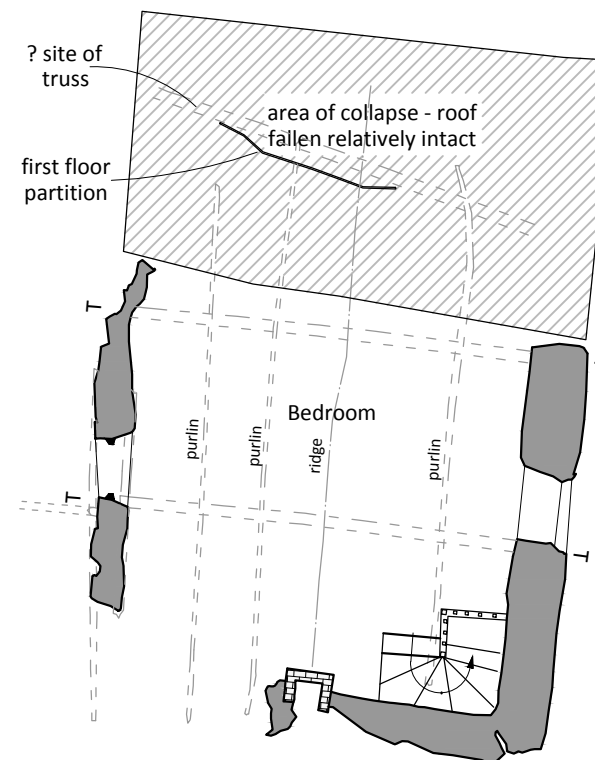 ? site of
truss
area of collapse - roof
fallen relatively intact
first floor
partition
T
Bedroom
purlin
purlin
ridge
purlin
T
T